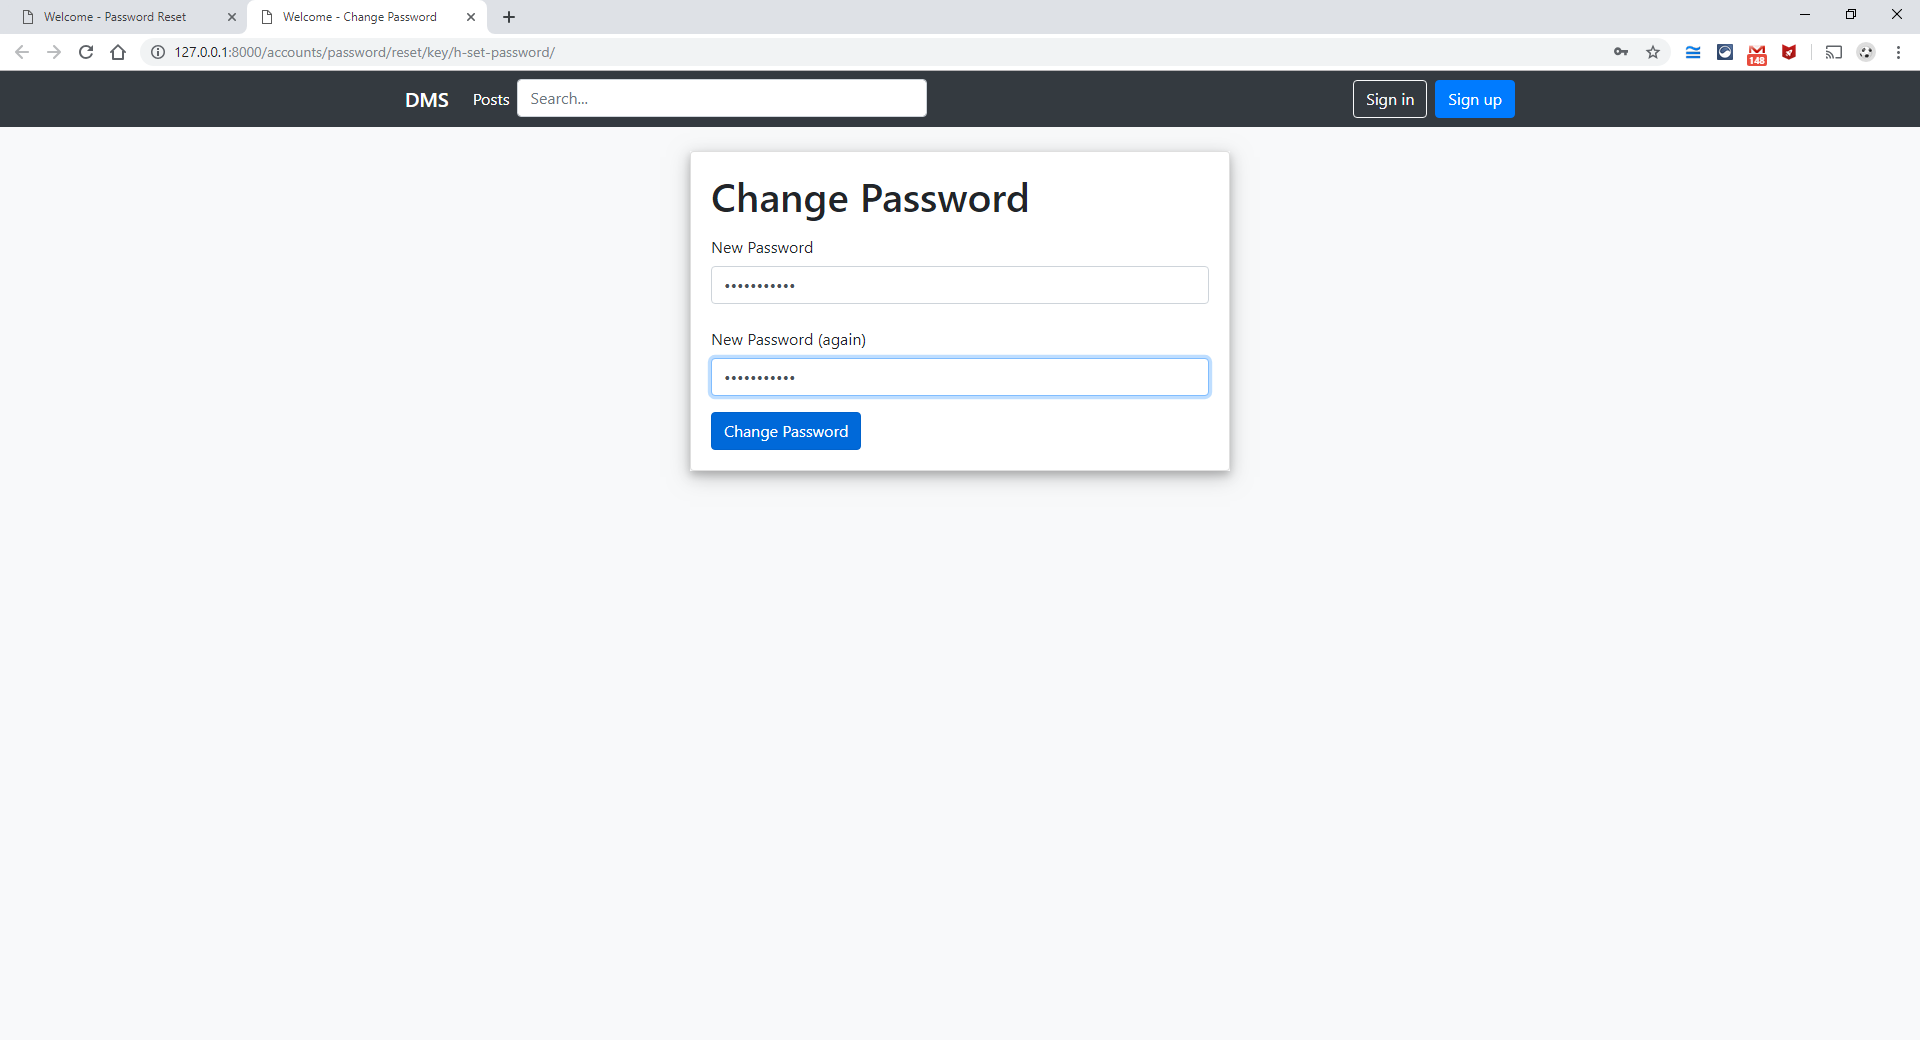 Welcome - Password Reset
Welcome - Change Password
127.0.0.1:8000/accounts/password/reset/key/h-set-password/
148
DMS
Posts
Search...
Sign in
Sign up
Change Password
New Password
•••••••••••
New Password (again)
•••••••••••
Change Password